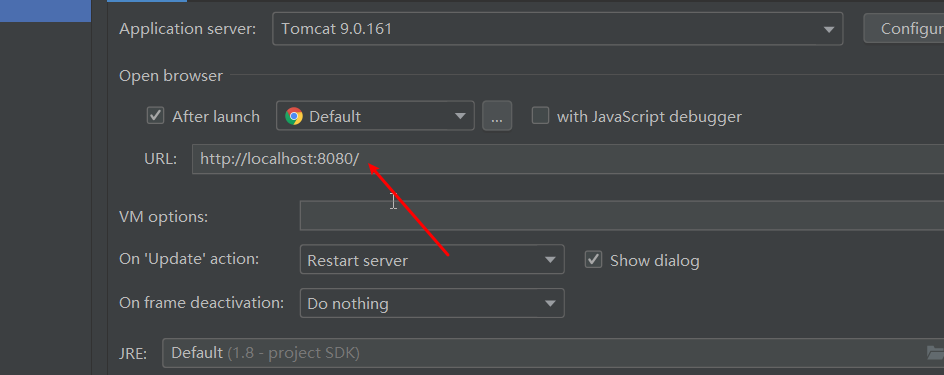 Application server: Tomcat 9.0.161 Configur
Open browser
After launch Default ... with JavaScript debugger
URL: http://localhost:8080/
VM options:
On 'Update' action: Restart server Show dialog
On frame deactivation: Do nothing
JRE: Default (1.8 - project SDK)